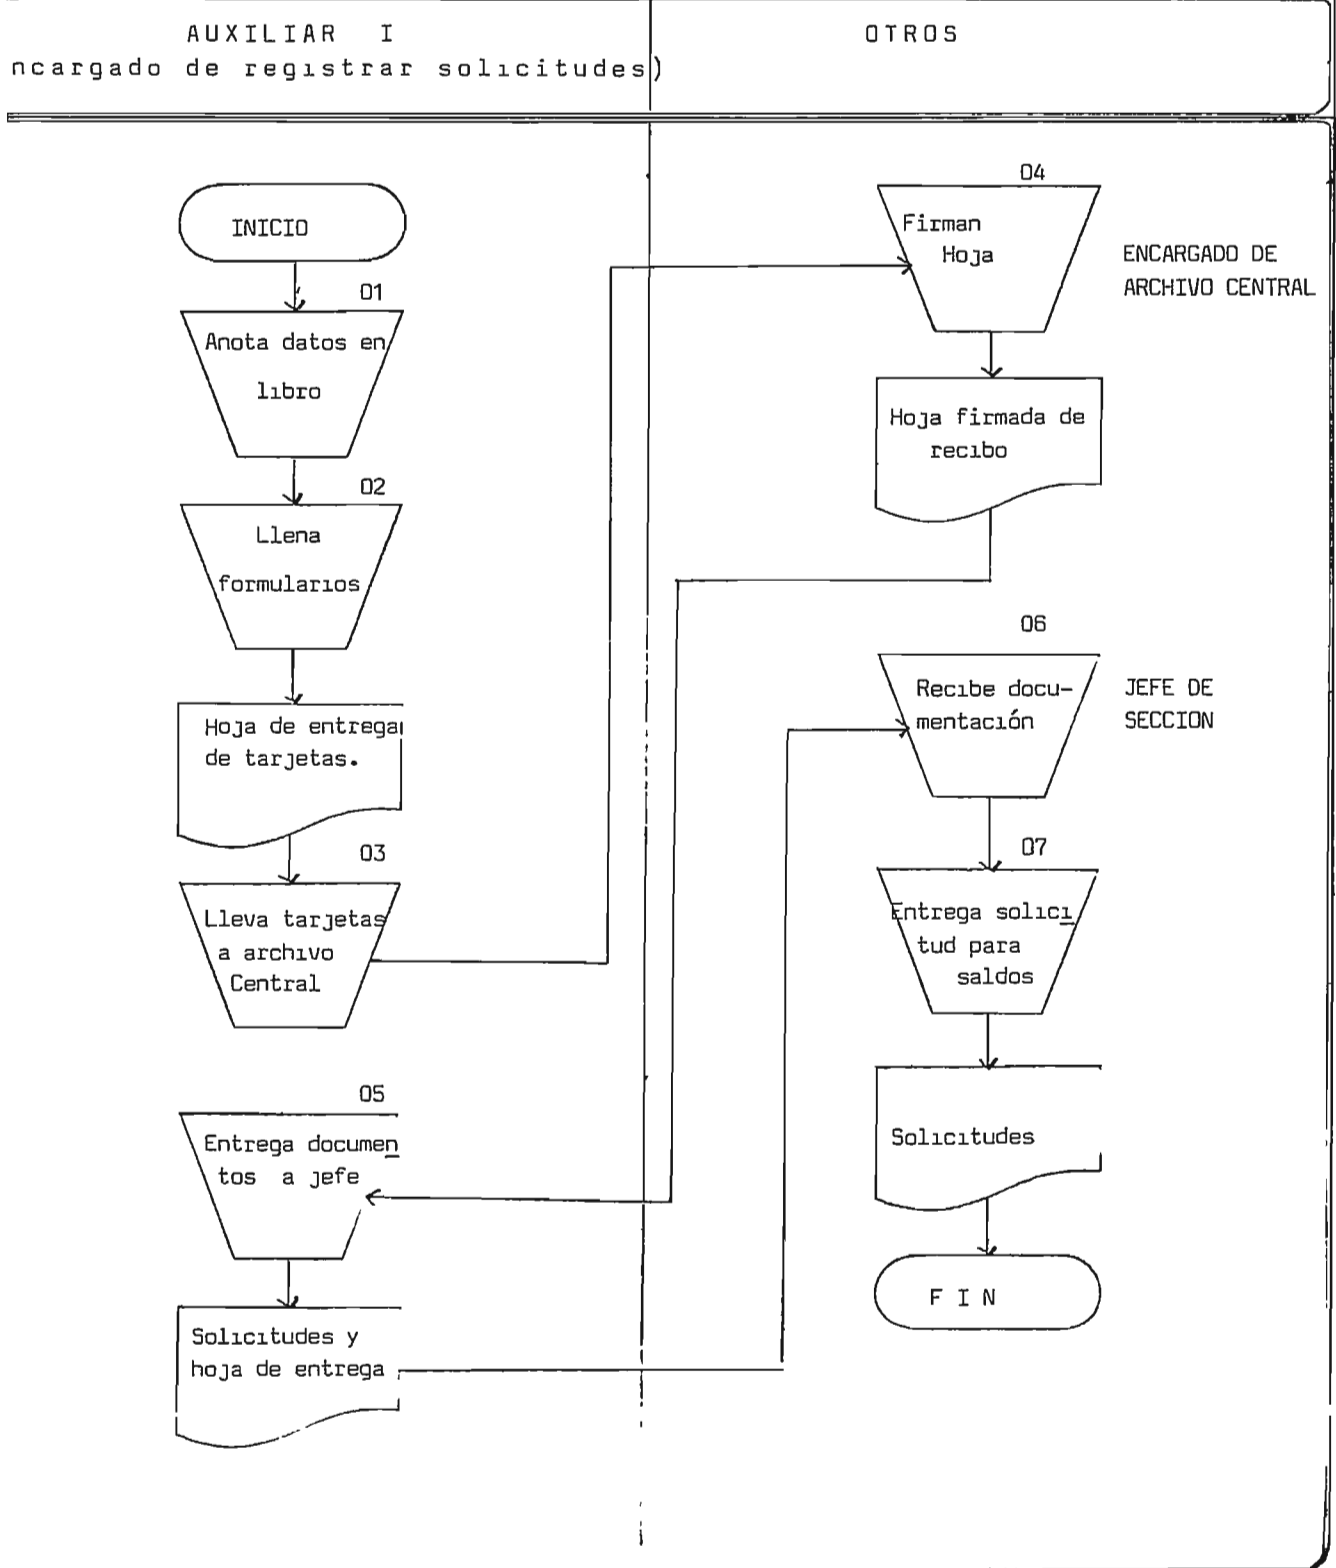 AUXILIAR I
ncargado de registrar solicitudes)
OTROS
INICIO
01
Anota datos en
libro
02
Llena
formularios
Hoja de entrega
de tarjetas.
03
Lleva tarjetas
a archivo
Central
04
Firman
Hoja
ENCARGADO DE
ARCHIVO CENTRAL
Hoja firmada de
recibo
05
Entrega documen
tos a jefe
Solicitudes y
hoja de entrega
06
Recibe docu-
mentación
JEFE DE
SECCION
07
Entrega solici
tud para
saldos
Solicitudes
F I N